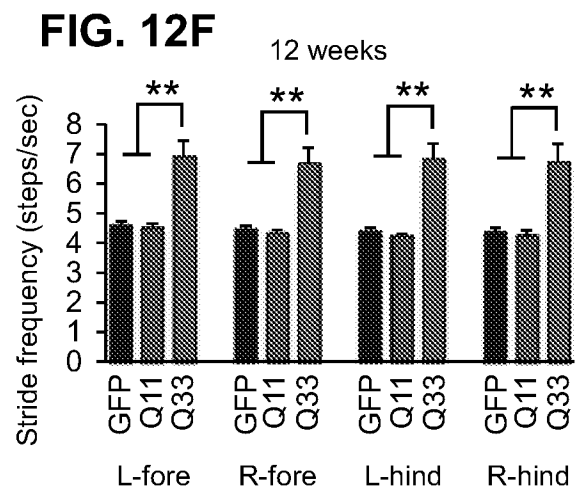 FIG. 12F
12 weeks
** ** ** **
Stride frequency (steps/sec)
8
7
6
5
4
3
2
1
0
GFP Q11 Q33 GFP Q11 Q33 GFP Q11 Q33 GFP Q11 Q33
L-fore R-fore L-hind R-hind